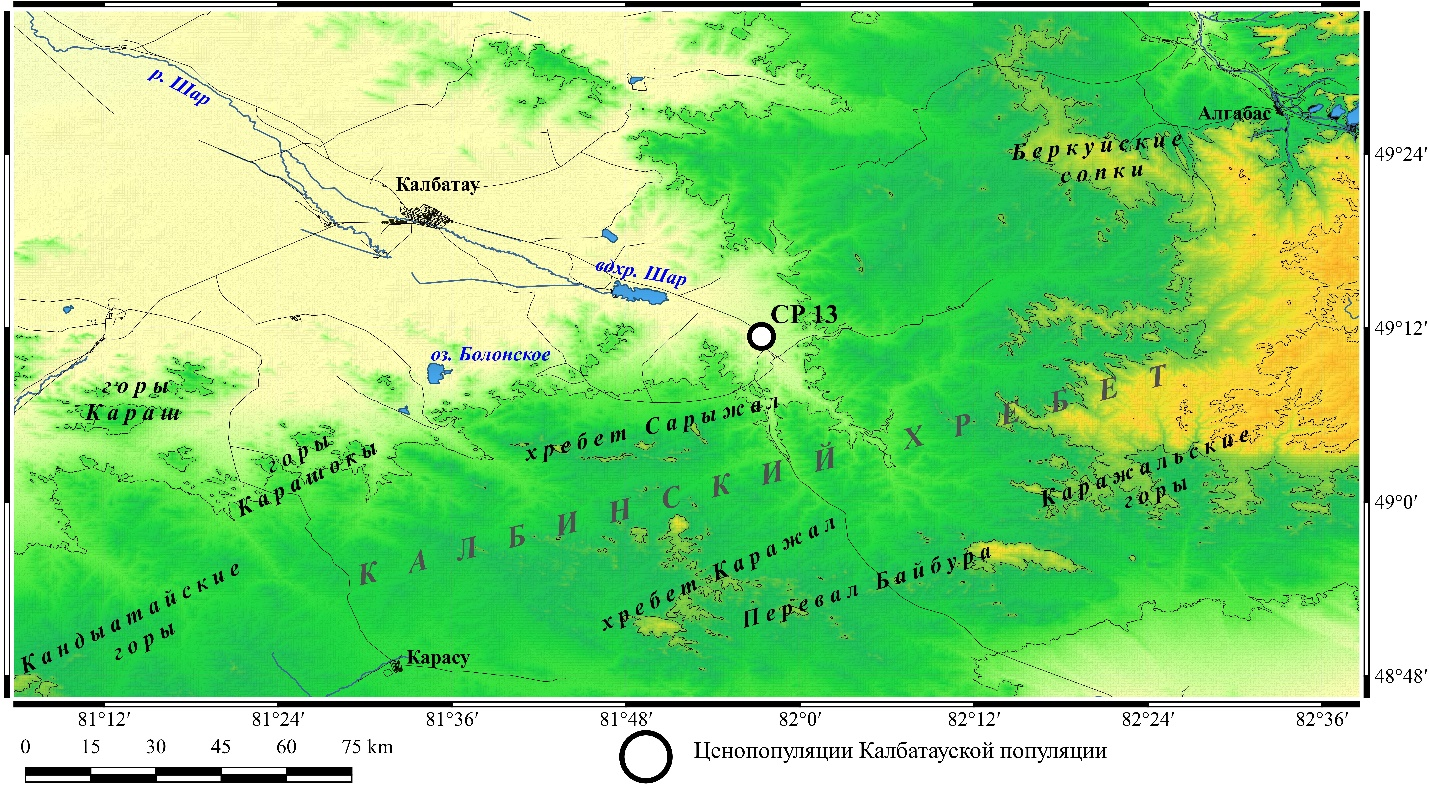 р. Шар
Алгабас
Беркуйские
сопки
49°24′
Калбатау
вдхр. Шар
СР 13
49°12′
оз. Болонское
горы
Караш
хребет Сарыжал
КАЛБИНСКИЙ ХРЕБЕТ
горы
Карашокы
Каражальские
горы
49°0′
хребет Каражал
Перевал Байбура
Кандыатайские
горы
Карасу
48°48′
81°12′ 81°24′ 81°36′ 81°48′ 82°0′ 82°12′ 82°24′ 82°36′
0 15 30 45 60 75 km
Ценопопуляции Калбатауской популяции